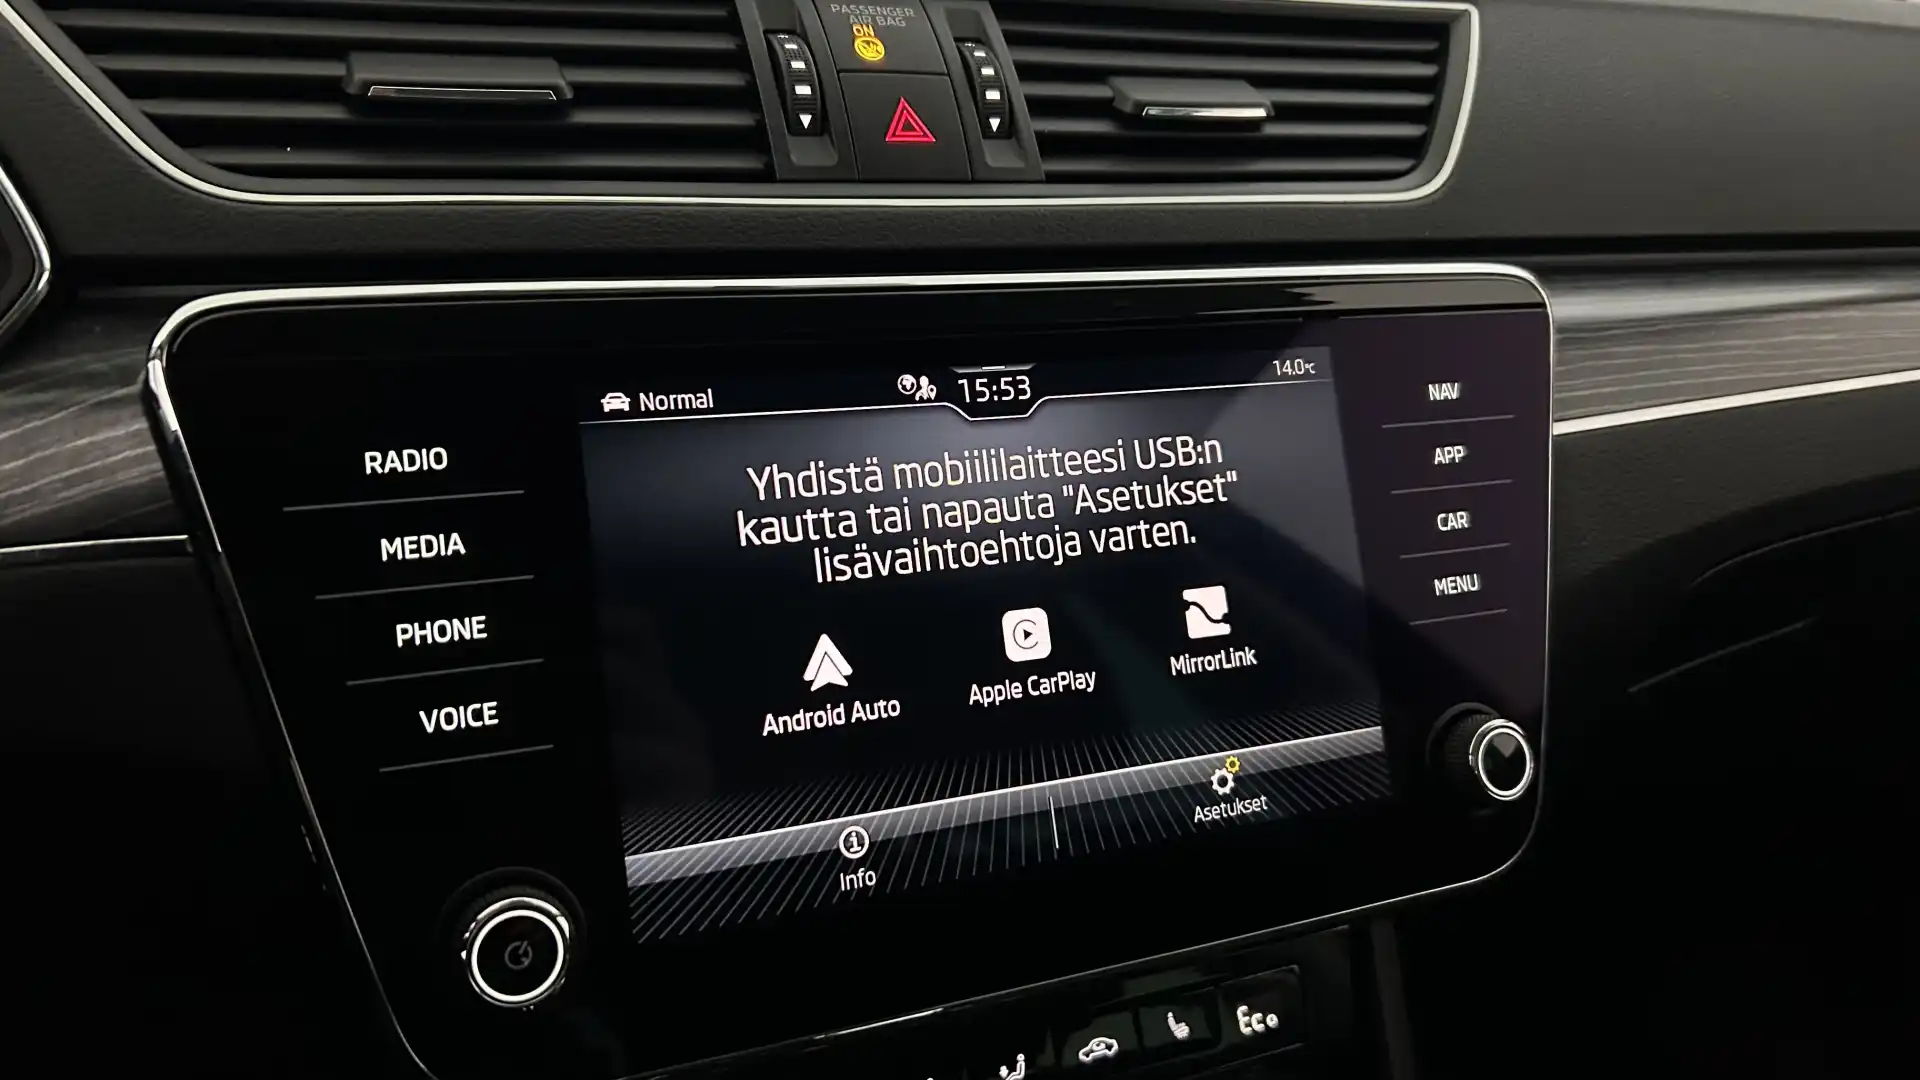 PASSENGER
AIR BAG
ON
Normal
15:53
14.0°C
RADIO
MEDIA
PHONE
VOICE
Yhdistä mobiililaitteesi USB:n
kautta tai napauta "Asetukset"
lisävaihtoehtoja varten.
Android Auto
Apple CarPlay
MirrorLink
Info
Asetukset
NAV
APP
CAR
MENU
Eco